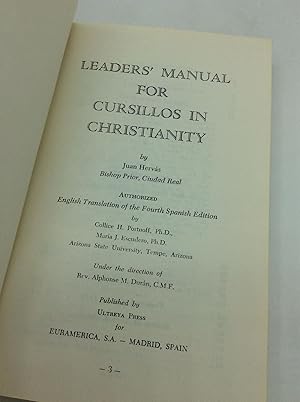 LEADERS' MANUAL
FOR
CURSILLOS IN
CHRISTIANITY
by
Juan Hervás
Bishop Prior, Ciudad Real
AUTHORIZED
English Translation of the Fourth Spanish Edition
by
Collice H. Portnoff, Ph.D.,
María J. Escudero, Ph.D.
Arizona State University, Tempe, Arizona
Under the direction of
Rev. Alphonse M. Durán, C.M.F.
Published by
ULTREYA PRESS
for
EURAMERICA, S.A. — MADRID, SPAIN
— 3 —